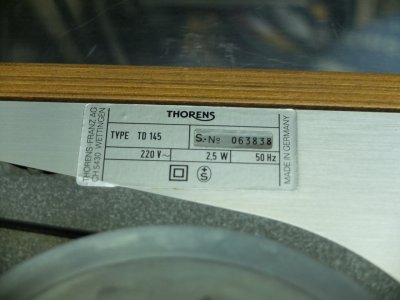 THORENS-FRANZ AG
CH 5430 WETTINGEN
THORENS
TYPE TD 145
S.-No 063838
220 V~ 2,5 W 50 Hz
S
MADE IN GERMANY